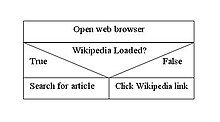 Open web browser
Wikipedia Loaded?
True False
Search for article Click Wikipedia link